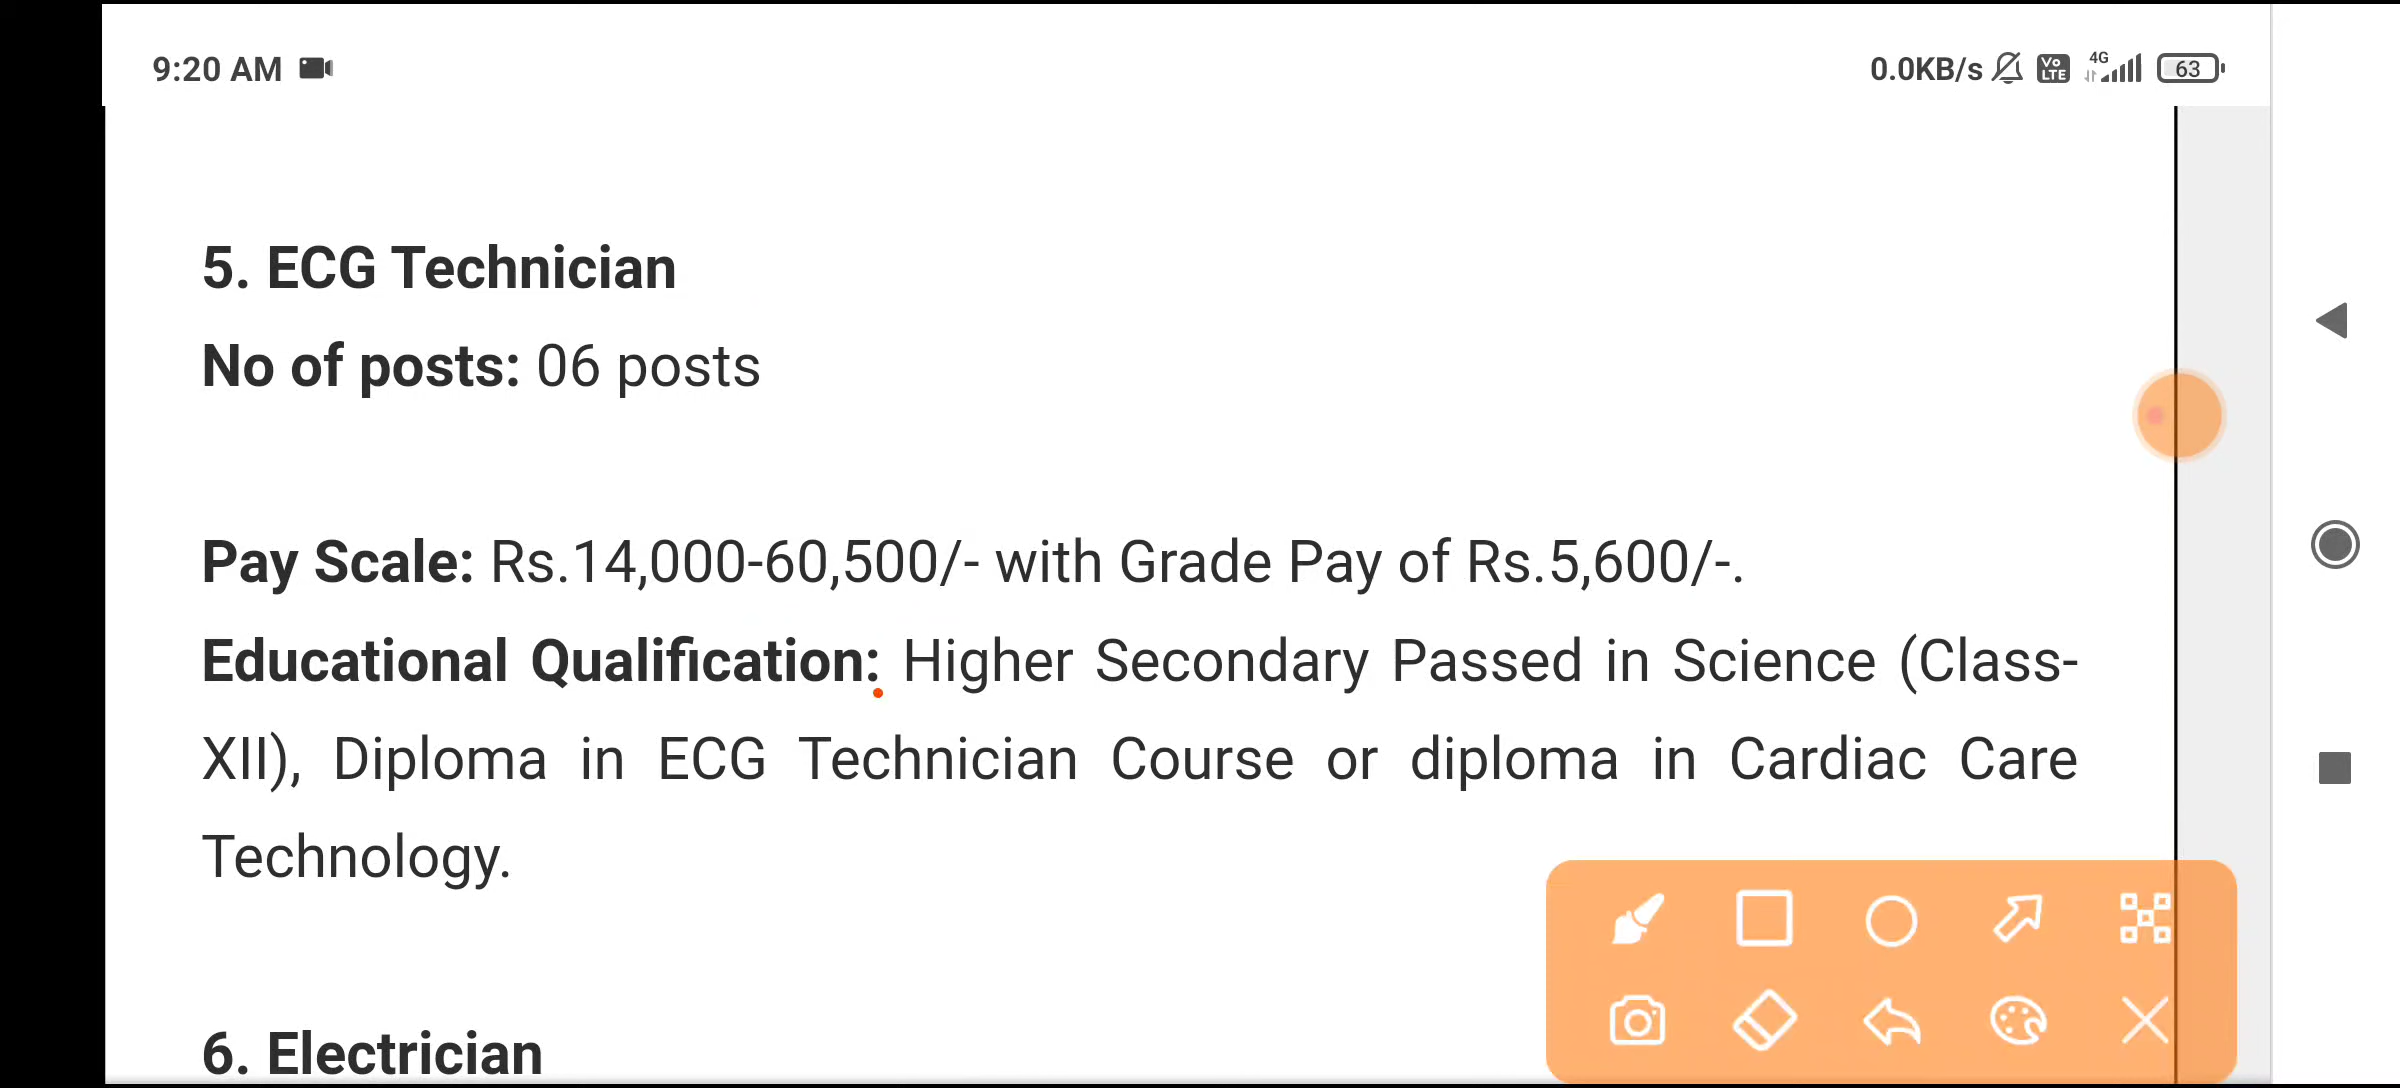 9:20 AM
0.0KB/s Vo LTE 4G 63
5. ECG Technician
No of posts: 06 posts
Pay Scale: Rs.14,000-60,500/- with Grade Pay of Rs.5,600/-.
Educational Qualification: Higher Secondary Passed in Science (Class-
XII), Diploma in ECG Technician Course or diploma in Cardiac Care
Technology.
6. Electrician